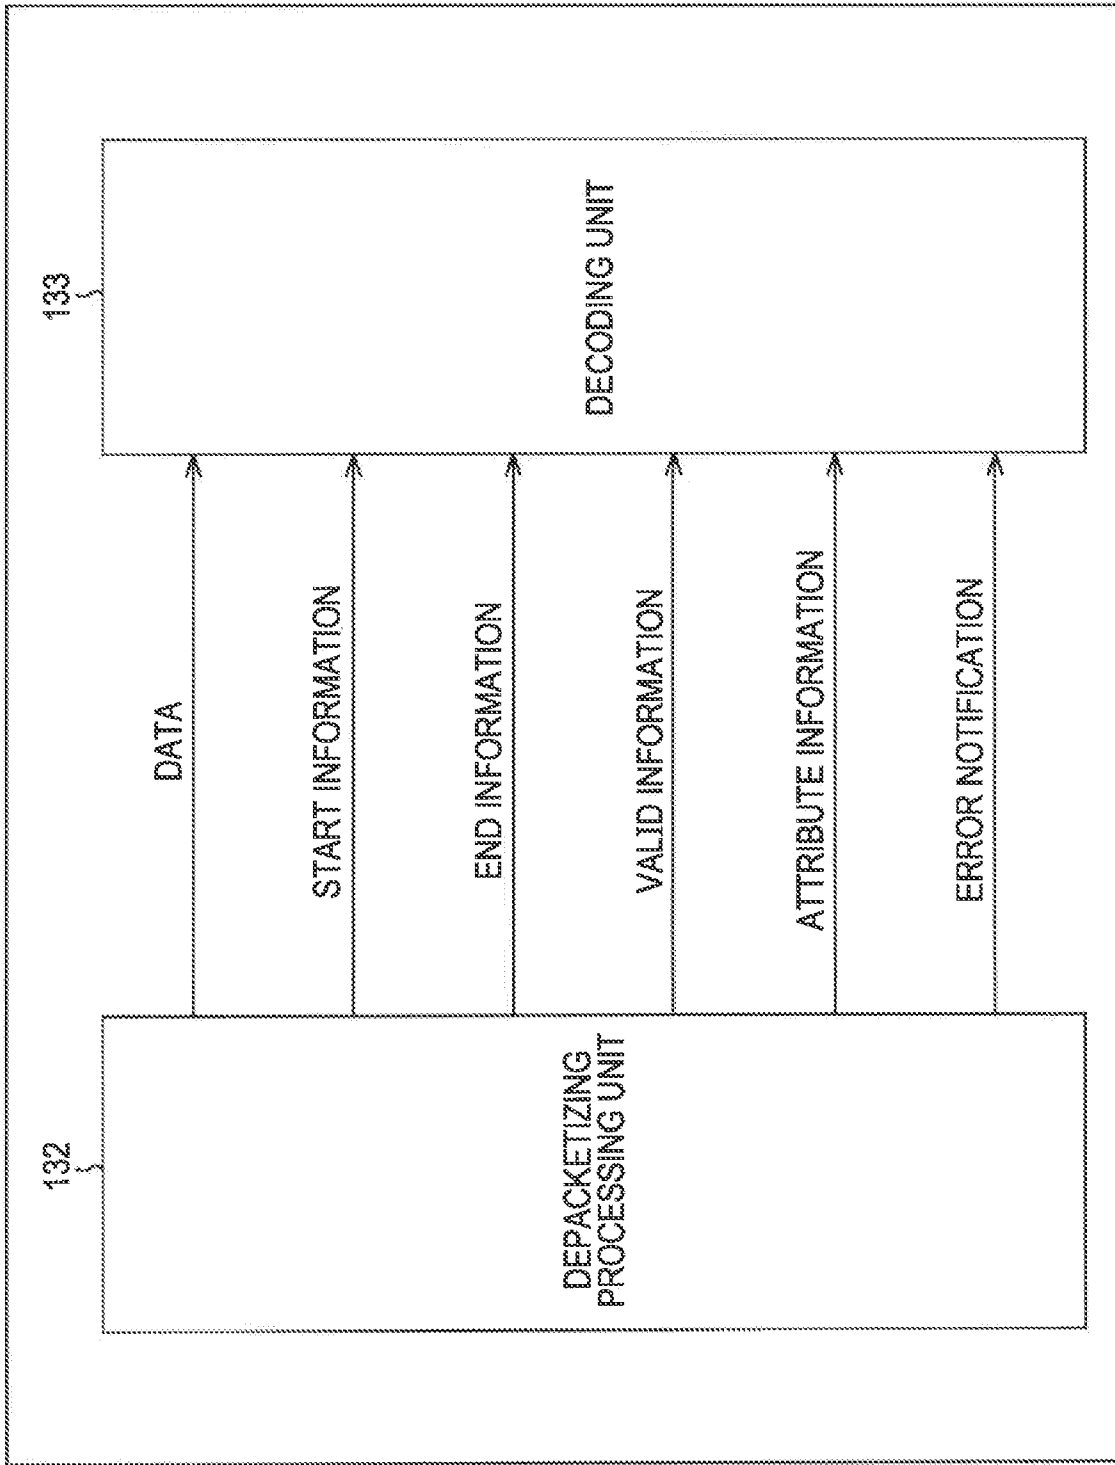 132
133
DEPACKETIZING
PROCESSING UNIT
DATA
START INFORMATION
END INFORMATION
VALID INFORMATION
ATTRIBUTE INFORMATION
ERROR NOTIFICATION
DECODING UNIT